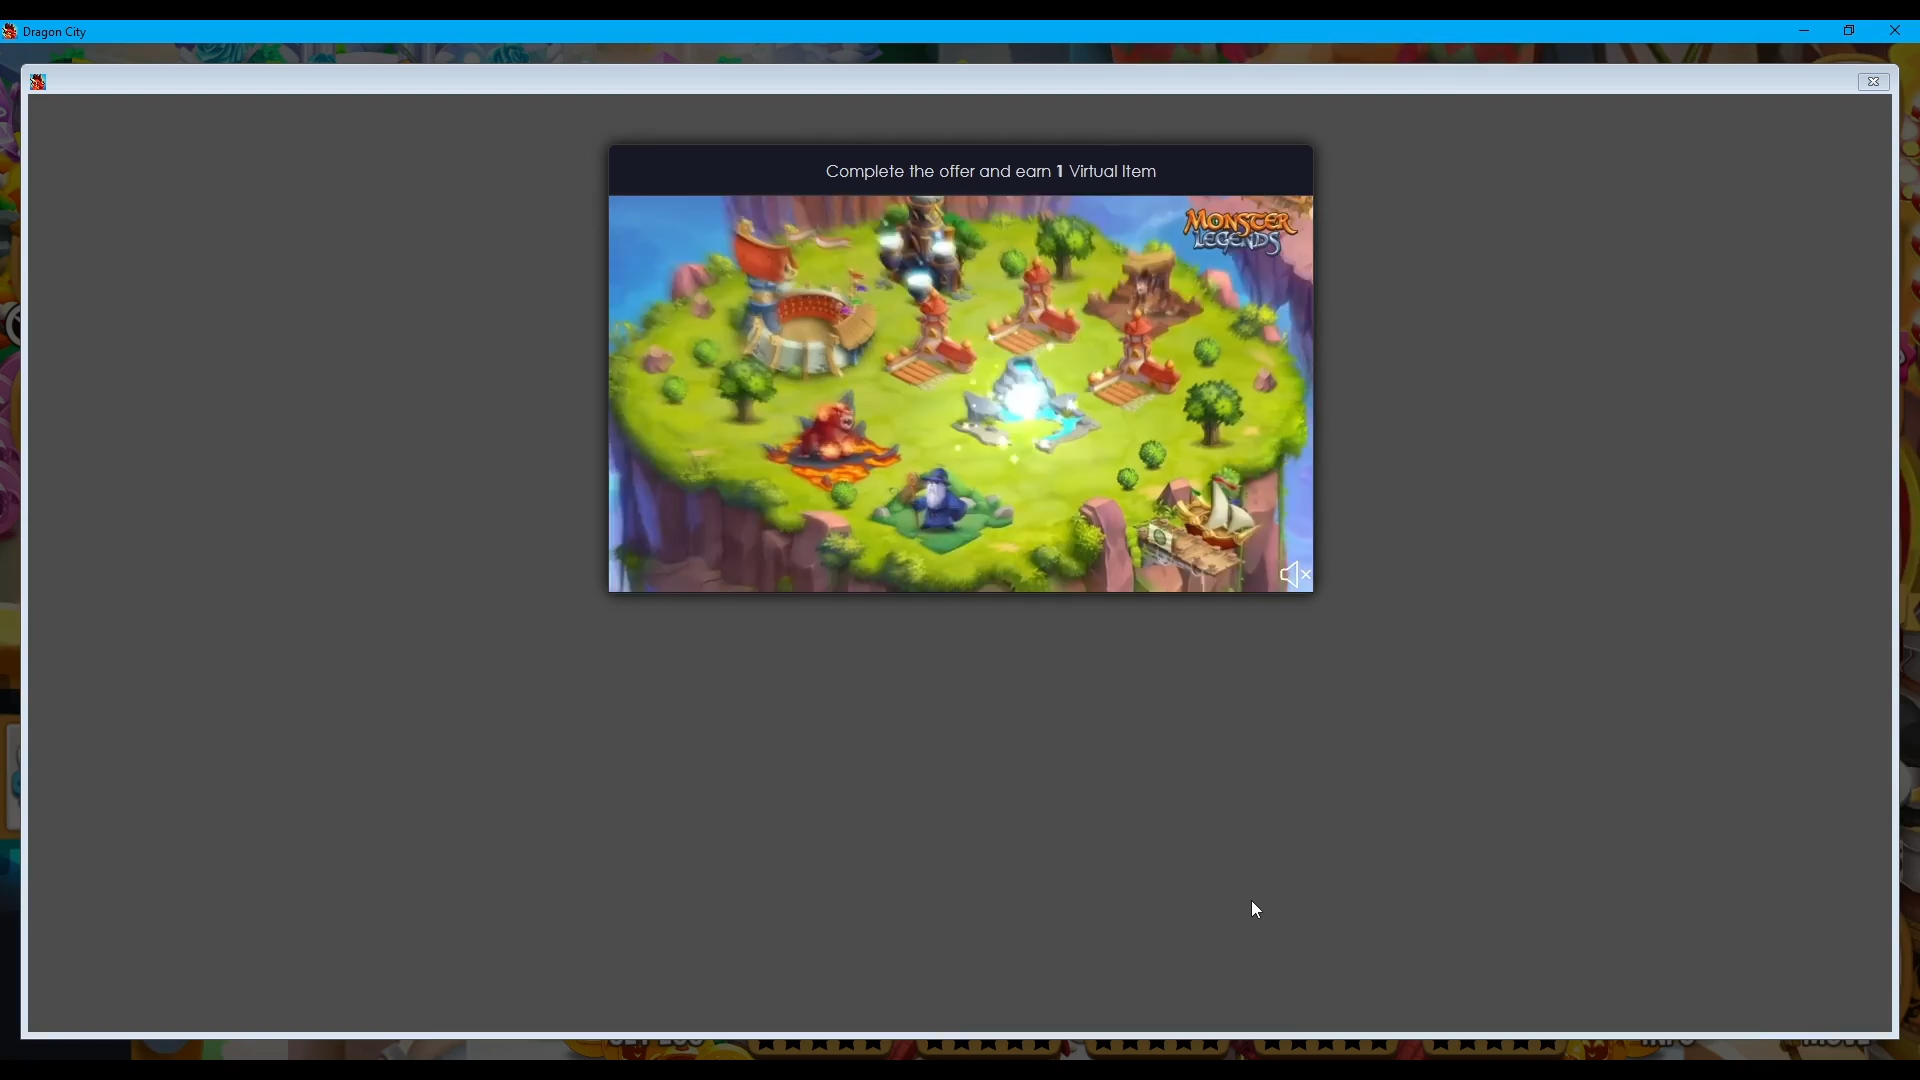 Dragon City
Complete the offer and earn 1 Virtual Item
MONSTER
LEGENDS